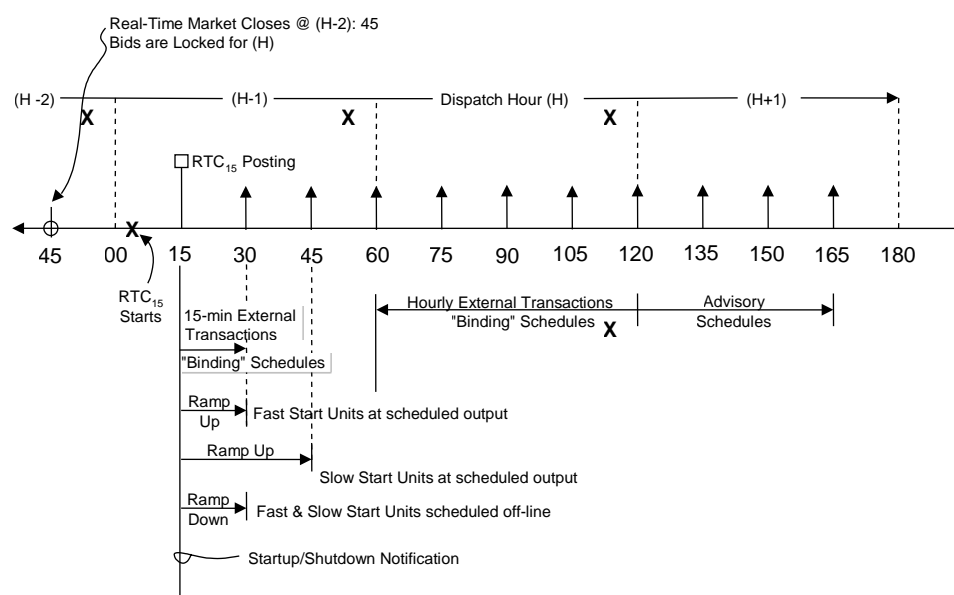 Real-Time Market Closes @ (H-2): 45
Bids are Locked for (H)
(H -2)
(H-1)
Dispatch Hour (H)
(H+1)
X
X
X
RTC15 Posting
X
45
00
15
30
45
60
75
90
105
120
135
150
165
180
RTC15
Starts
15-min External
Transactions
"Binding" Schedules
Hourly External Transactions
"Binding" Schedules
X
Advisory
Schedules
Ramp
Up
Fast Start Units at scheduled output
Ramp Up
Slow Start Units at scheduled output
Ramp
Down
Fast & Slow Start Units scheduled off-line
Startup/Shutdown Notification